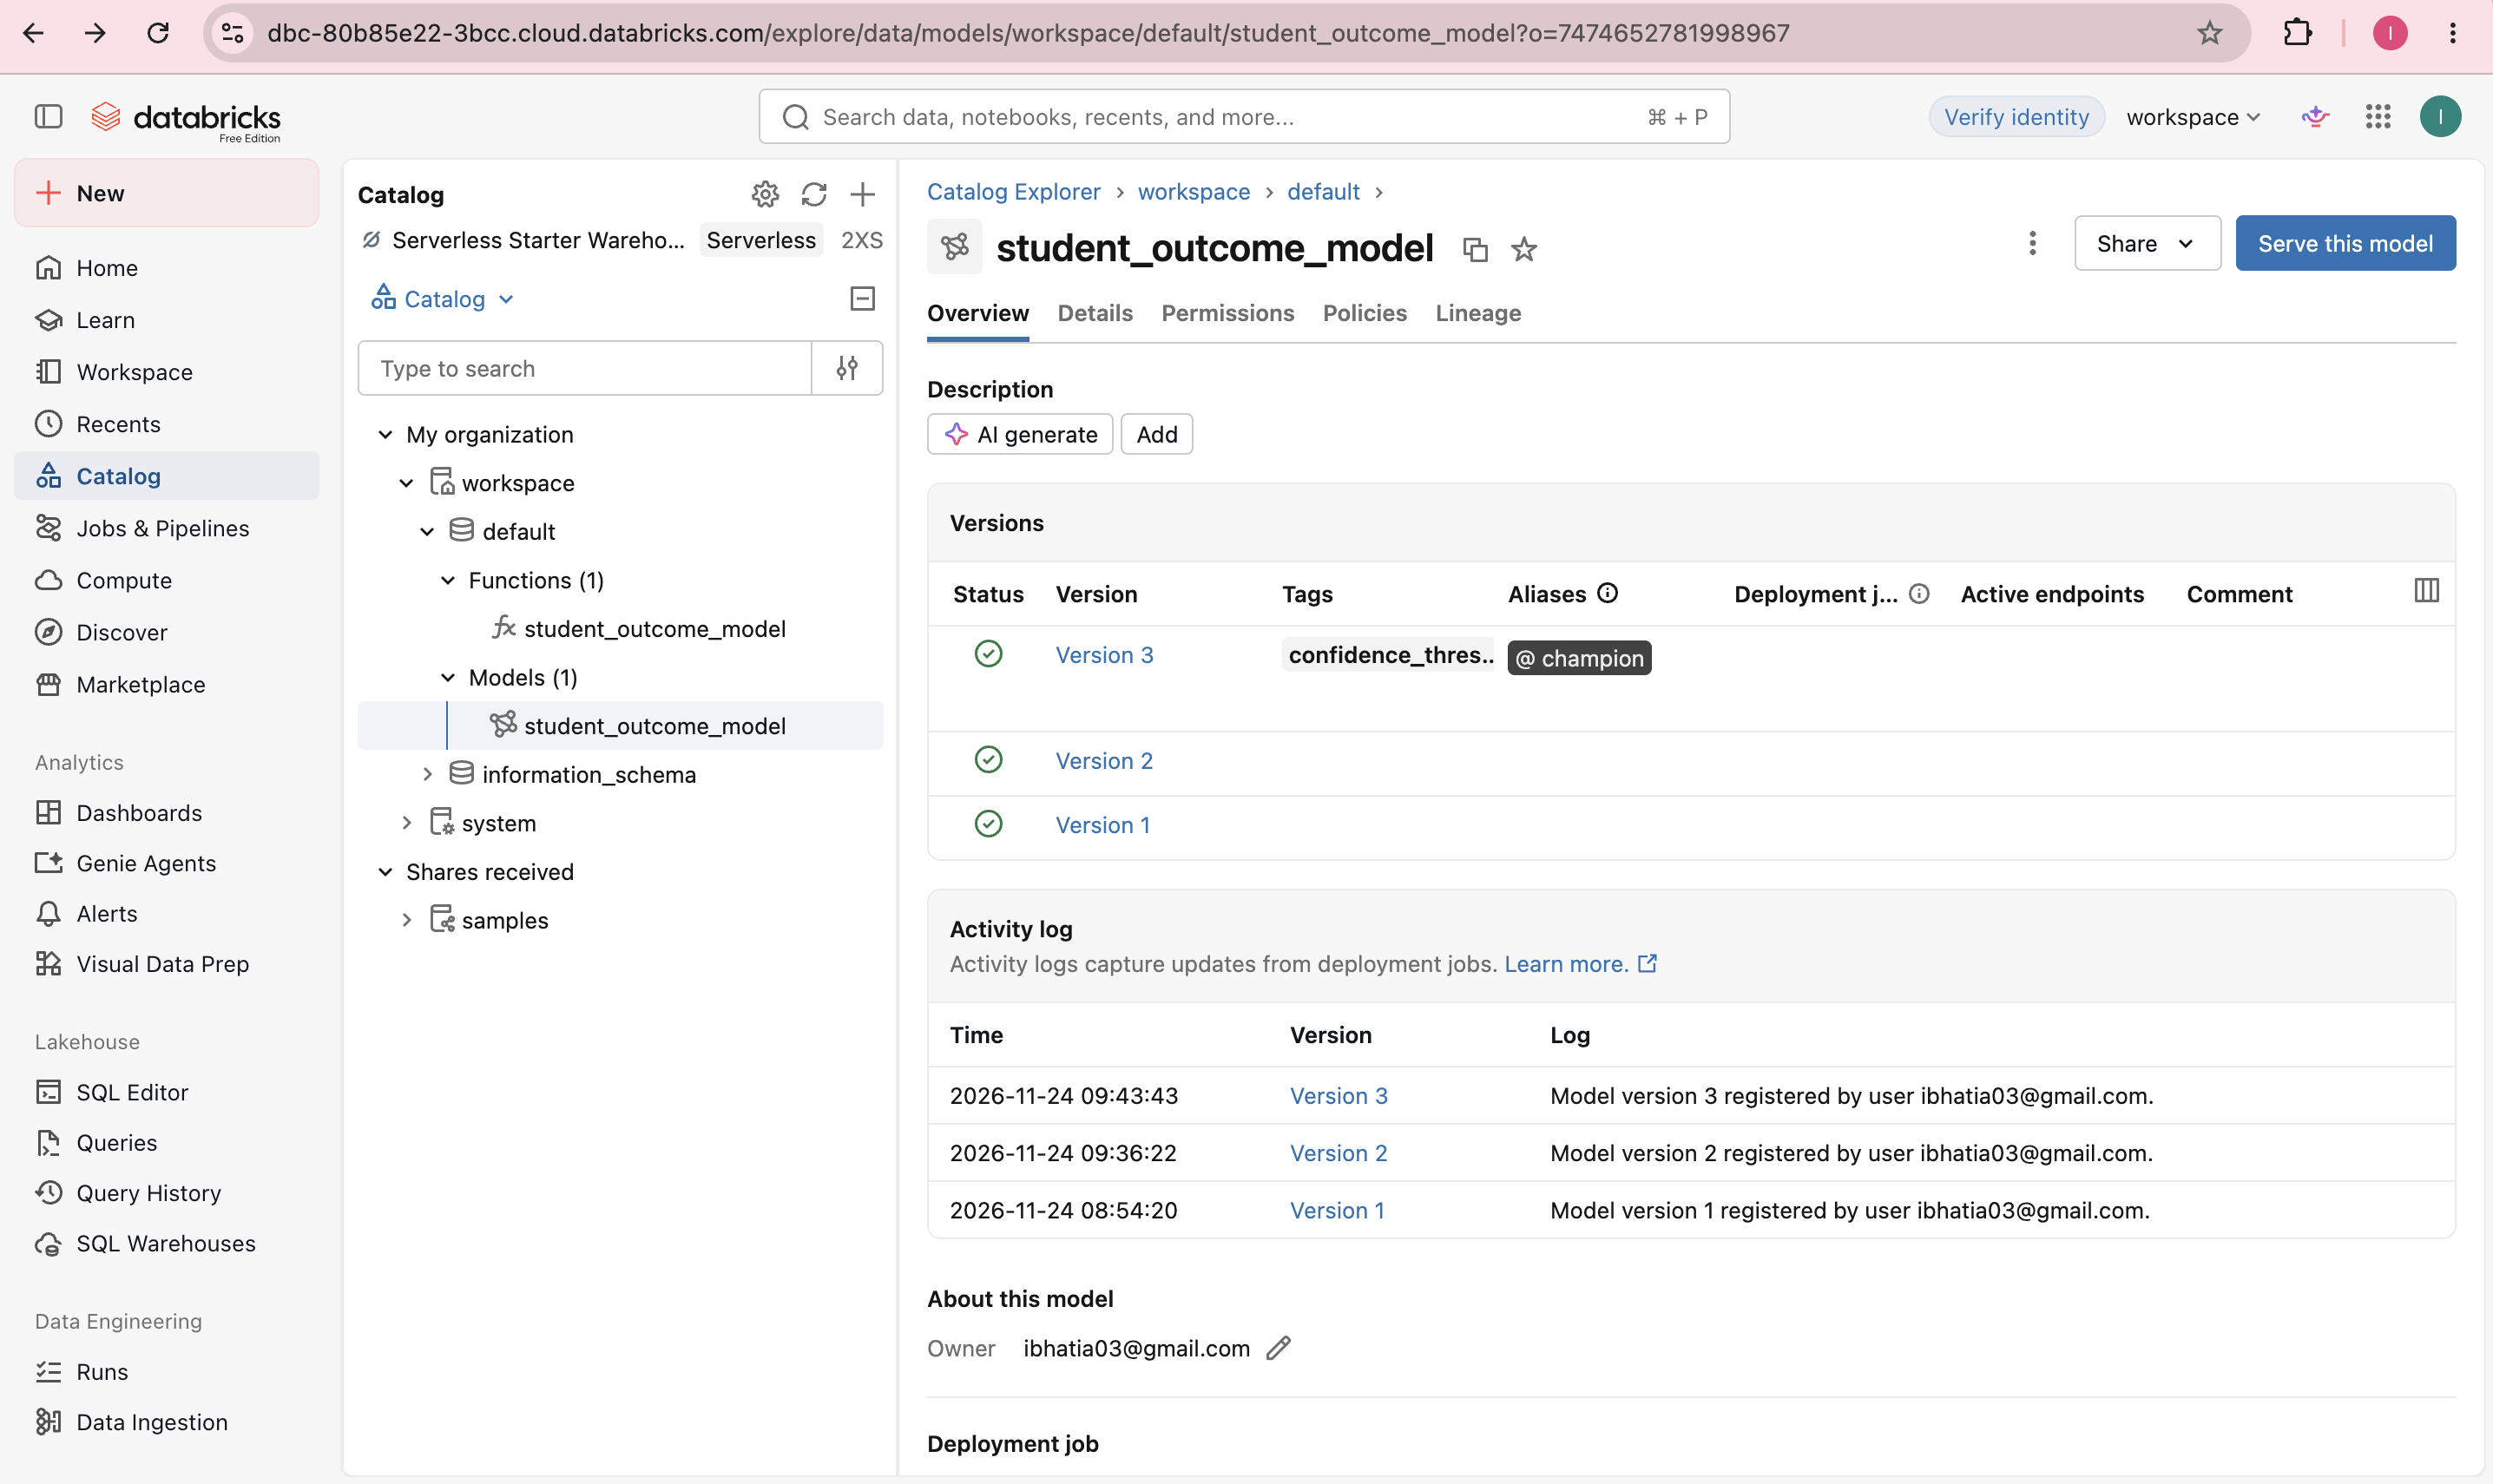 dbc-80b85e22-3bcc.cloud.databricks.com/explore/data/models/workspace/default/student_outcome_model?o=7474652781998967
I
databricks
Free Edition
Search data, notebooks, recents, and more...
⌘ + P
Verify identity
workspace
I
New
Home
Learn
Workspace
Recents
Catalog
Jobs & Pipelines
Compute
Discover
Marketplace
Analytics
Dashboards
Genie Agents
Alerts
Visual Data Prep
Lakehouse
SQL Editor
Queries
Query History
SQL Warehouses
Data Engineering
Runs
Data Ingestion
Catalog
Serverless Starter Wareho... Serverless 2XS
Catalog
Type to search
My organization
workspace
default
Functions (1)
student_outcome_model
Models (1)
student_outcome_model
information_schema
system
Shares received
samples
Catalog Explorer > workspace > default >
student_outcome_model
Share
Serve this model
Overview Details Permissions Policies Lineage
Description
AI generate Add
Versions
Status Version Tags Aliases Deployment j... Active endpoints Comment
Version 3 confidence_thres.. @ champion
Version 2
Version 1
Activity log
Activity logs capture updates from deployment jobs. Learn more.
Time Version Log
2026-11-24 09:43:43 Version 3 Model version 3 registered by user ibhatia03@gmail.com.
2026-11-24 09:36:22 Version 2 Model version 2 registered by user ibhatia03@gmail.com.
2026-11-24 08:54:20 Version 1 Model version 1 registered by user ibhatia03@gmail.com.
About this model
Owner ibhatia03@gmail.com
Deployment job